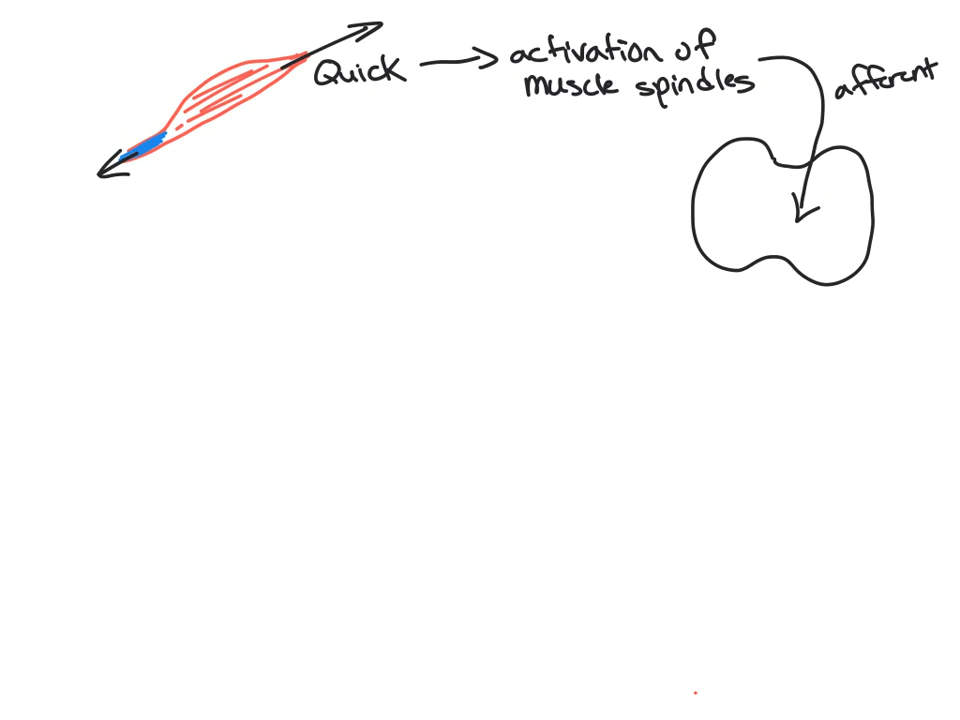 Quick
activation of
muscle spindles
afferent